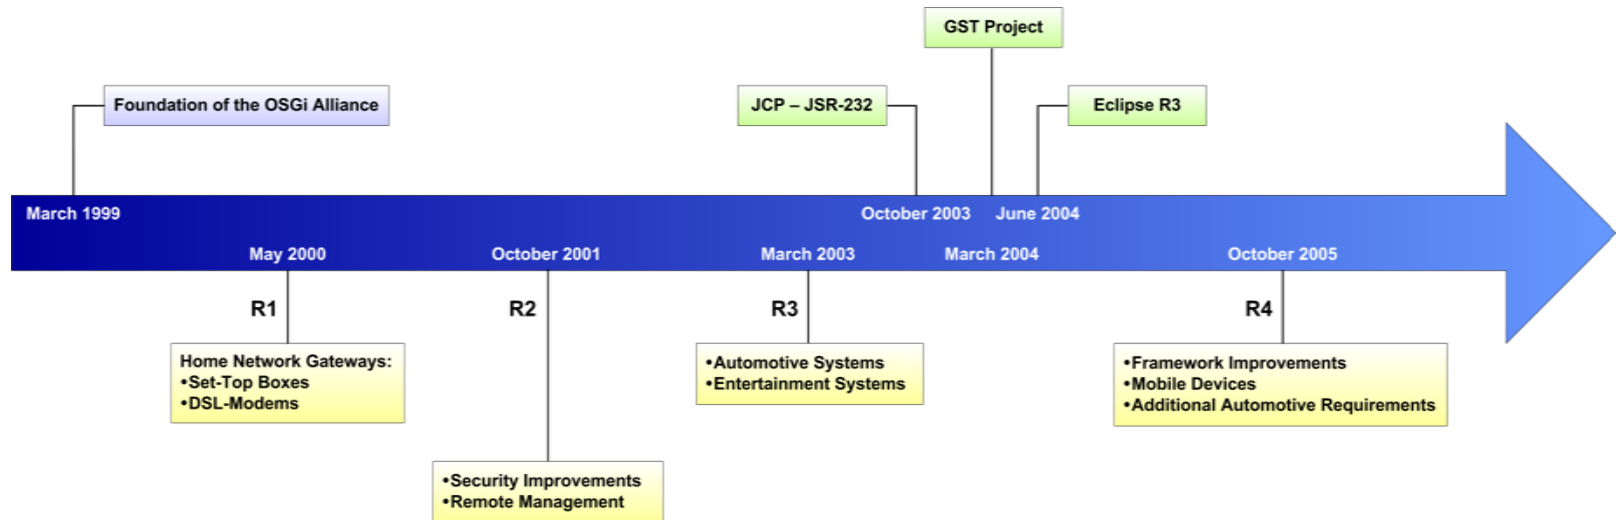 GST Project
Foundation of the OSGi Alliance
JCP – JSR-232
Eclipse R3
March 1999
October 2003
June 2004
May 2000
October 2001
March 2003
March 2004
October 2005
R1
R2
R3
R4
Home Network Gateways:
•Set-Top Boxes
•DSL-Modems
•Automotive Systems
•Entertainment Systems
•Framework Improvements
•Mobile Devices
•Additional Automotive Requirements
•Security Improvements
•Remote Management